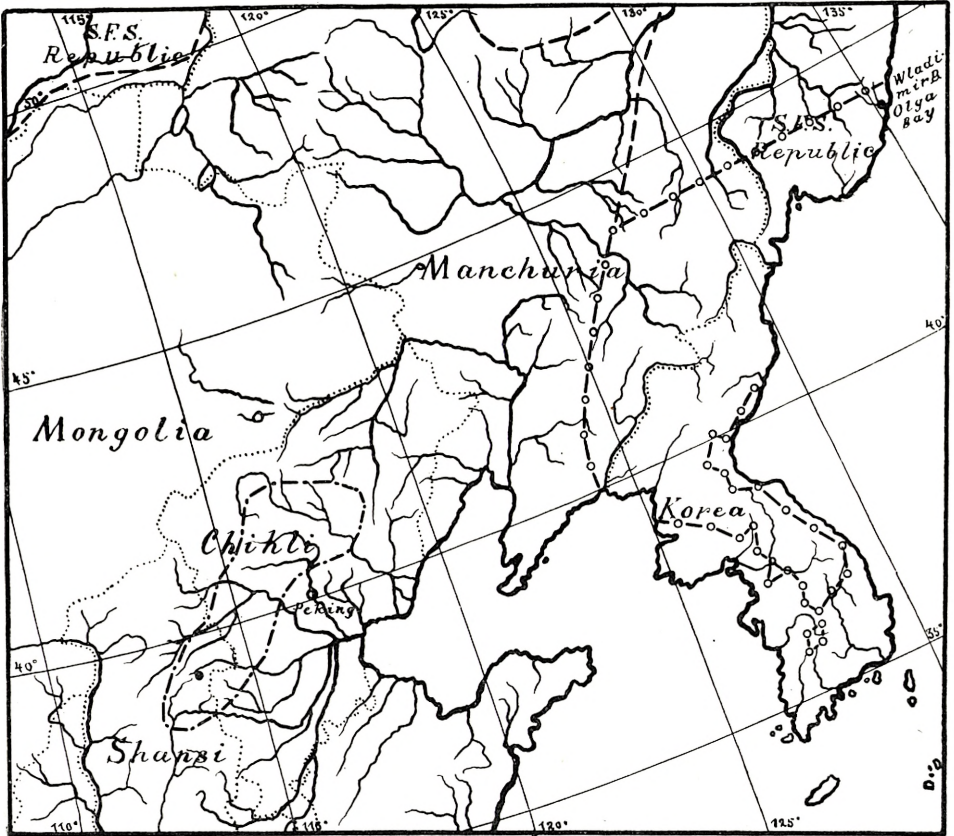 115°
120°
125°
130°
135°
S.F.S.
Republic
50°
Wladi-
mir B.
Olga
Bay
S.F.S.
Republic
Manchuria
40°
45°
Mongolia
Korea
Chihli
Peking
35°
40°
Shansi
110°
115°
120°
125°